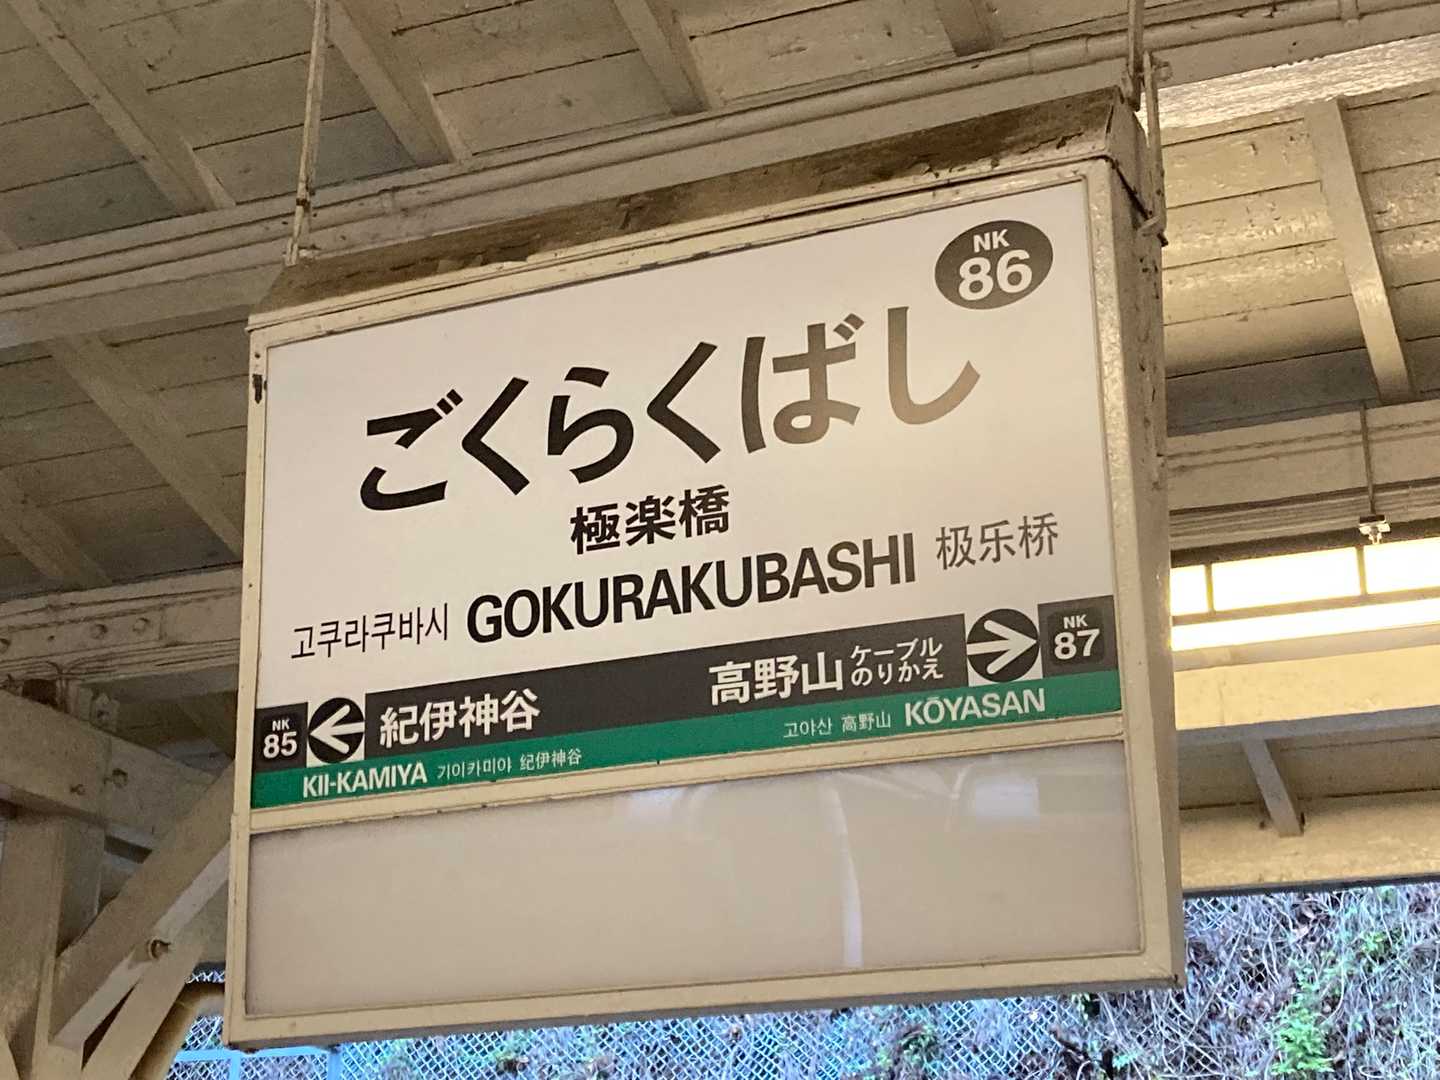 NK
86
ごくらくばし
極楽橋
고쿠라쿠바시 GOKURAKUBASHI 极乐桥
NK
85
紀伊神谷
高野山 ケーブル
のりかえ
NK
87
KII-KAMIYA 기이카미야 紀伊神谷
고야산 高野山 KŌYASAN